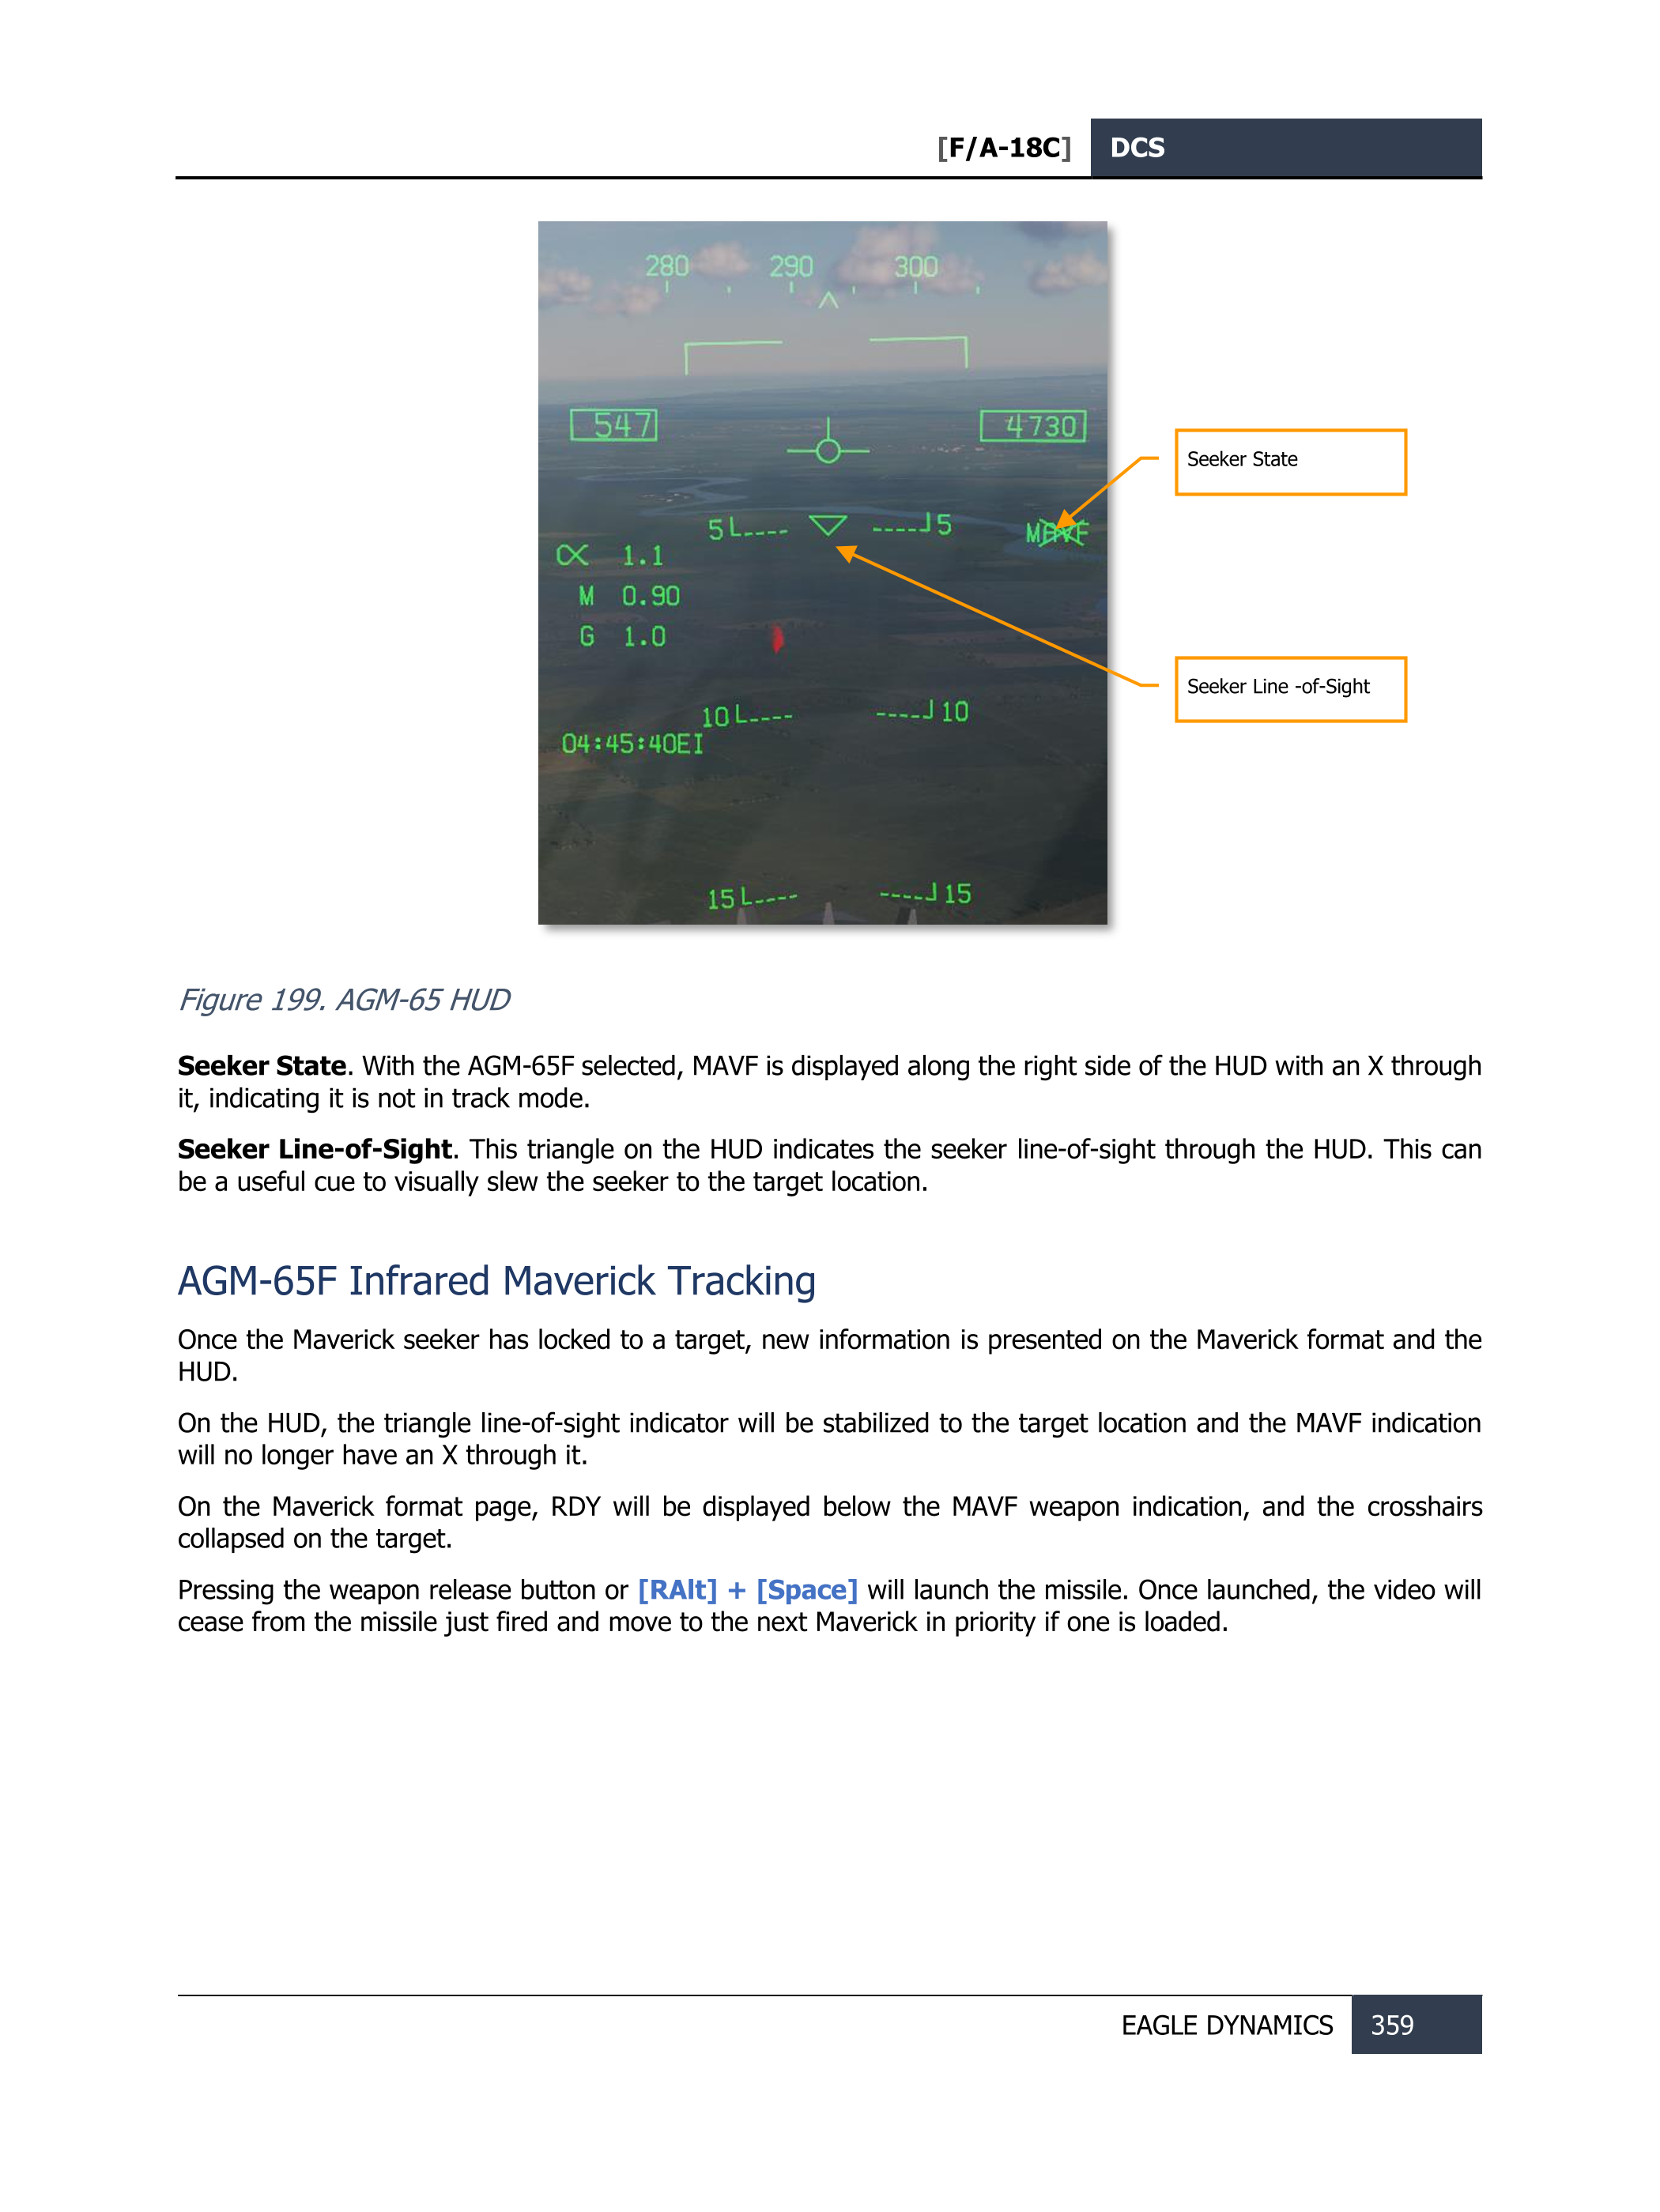 [F/A-18C] DCS
280 290 300
547 4730
Seeker State
5 5 MAVF
α 1.1
M 0.90
G 1.0
Seeker Line -of-Sight
10 10
04:45:40EI
15 15
Figure 199. AGM-65 HUD
Seeker State. With the AGM-65F selected, MAVF is displayed along the right side of the HUD with an X through
it, indicating it is not in track mode.
Seeker Line-of-Sight. This triangle on the HUD indicates the seeker line-of-sight through the HUD. This can
be a useful cue to visually slew the seeker to the target location.
AGM-65F Infrared Maverick Tracking
Once the Maverick seeker has locked to a target, new information is presented on the Maverick format and the
HUD.
On the HUD, the triangle line-of-sight indicator will be stabilized to the target location and the MAVF indication
will no longer have an X through it.
On the Maverick format page, RDY will be displayed below the MAVF weapon indication, and the crosshairs
collapsed on the target.
Pressing the weapon release button or [RAlt] + [Space] will launch the missile. Once launched, the video will
cease from the missile just fired and move to the next Maverick in priority if one is loaded.
EAGLE DYNAMICS 359